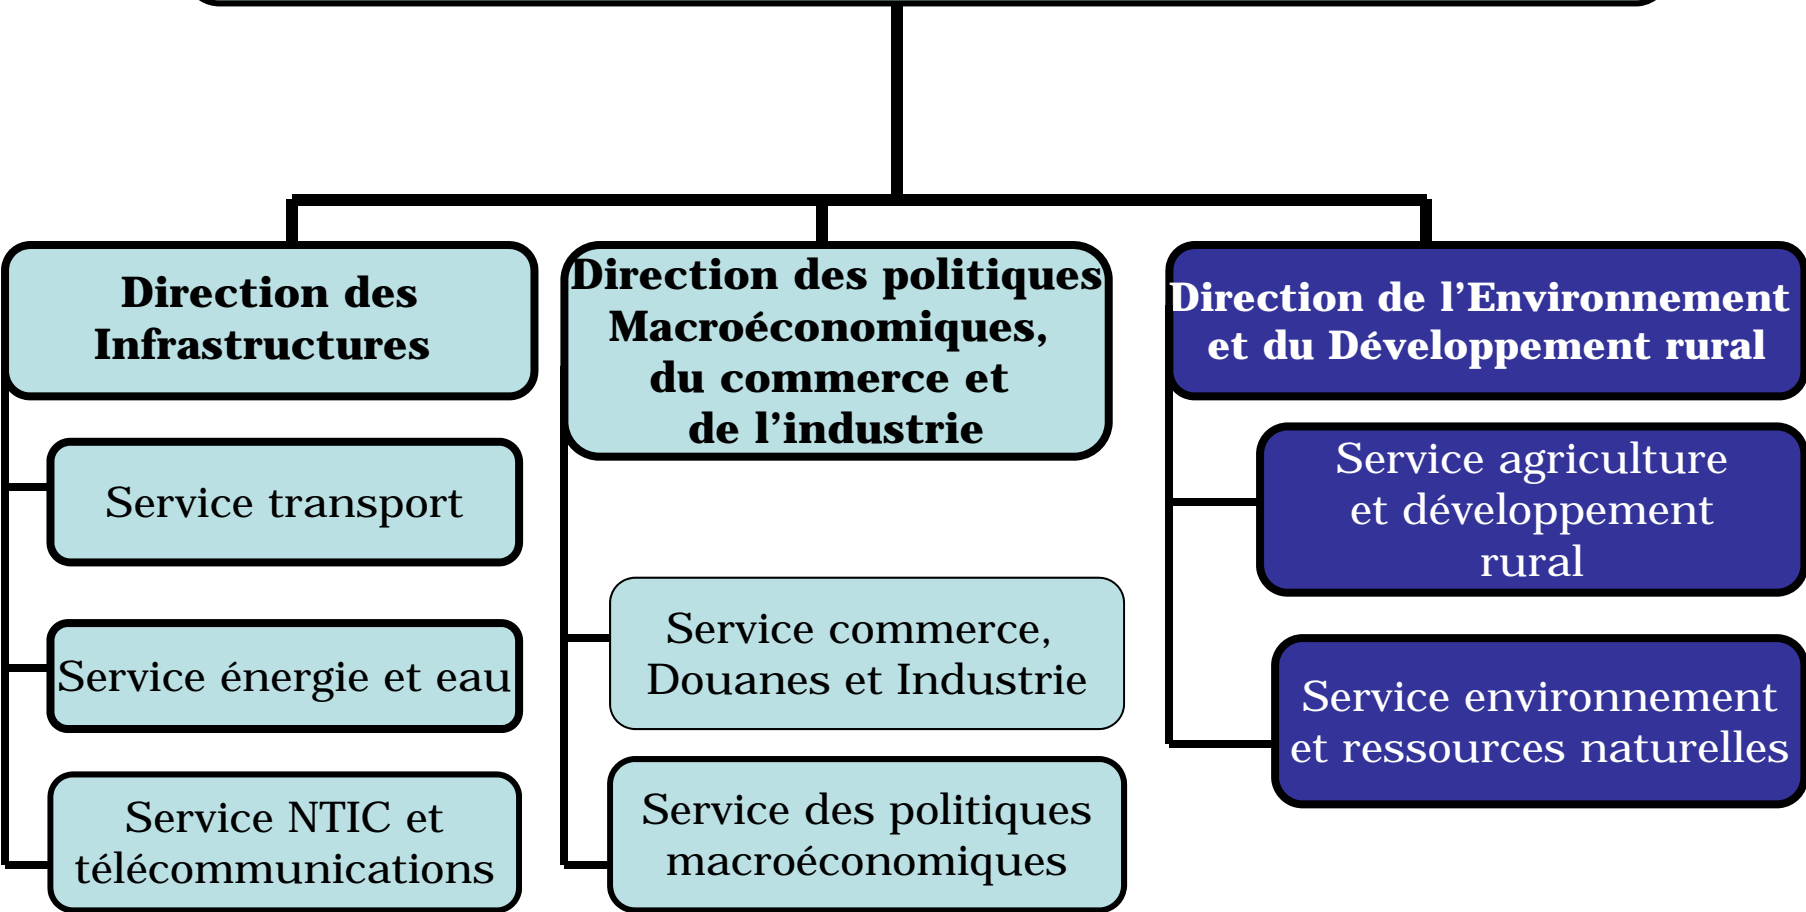 Direction des
Infrastructures
Service transport
Service énergie et eau
Service NTIC et
télécommunications
Direction des politiques
Macroéconomiques,
du commerce et
de l’industrie
Service commerce,
Douanes et Industrie
Service des politiques
macroéconomiques
Direction de l’Environnement
et du Développement rural
Service agriculture
et développement
rural
Service environnement
et ressources naturelles